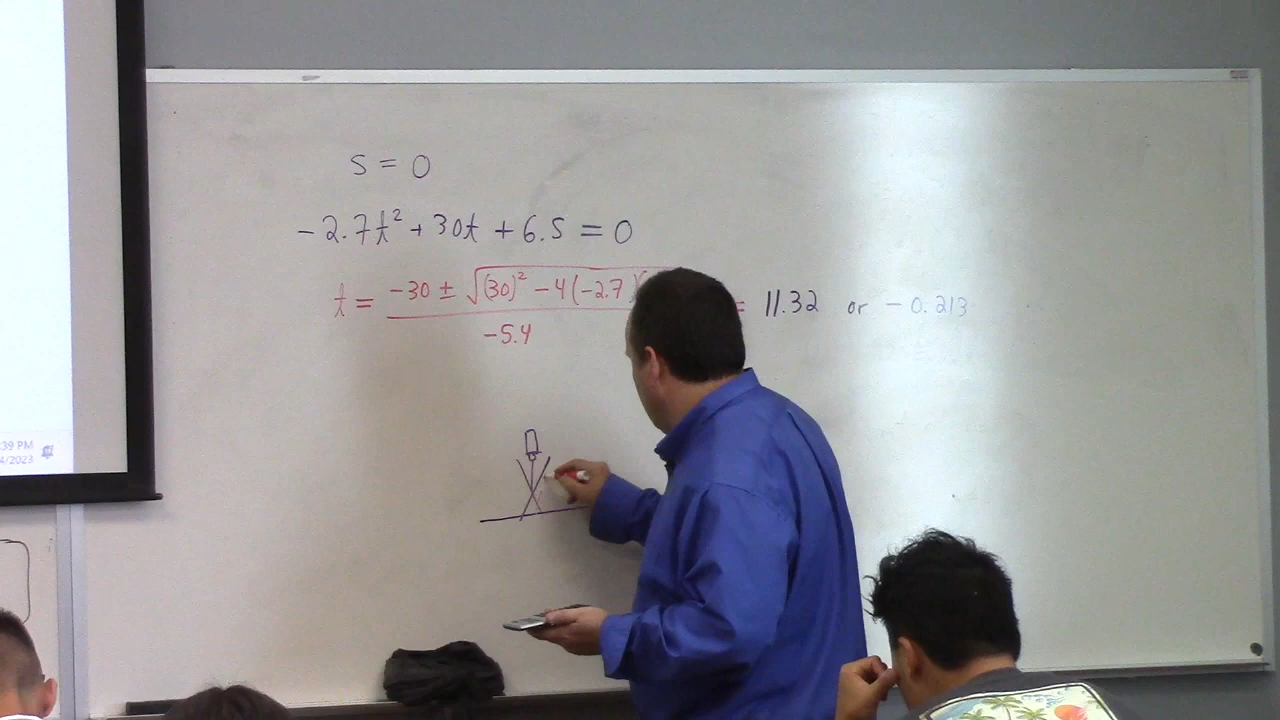 s = 0
-2.7t² + 30t + 6.5 = 0
t = -30 ± √(30)² - 4(-2.7)( = 11.32 or -0.213
-5.4
:39 PM
4/2023